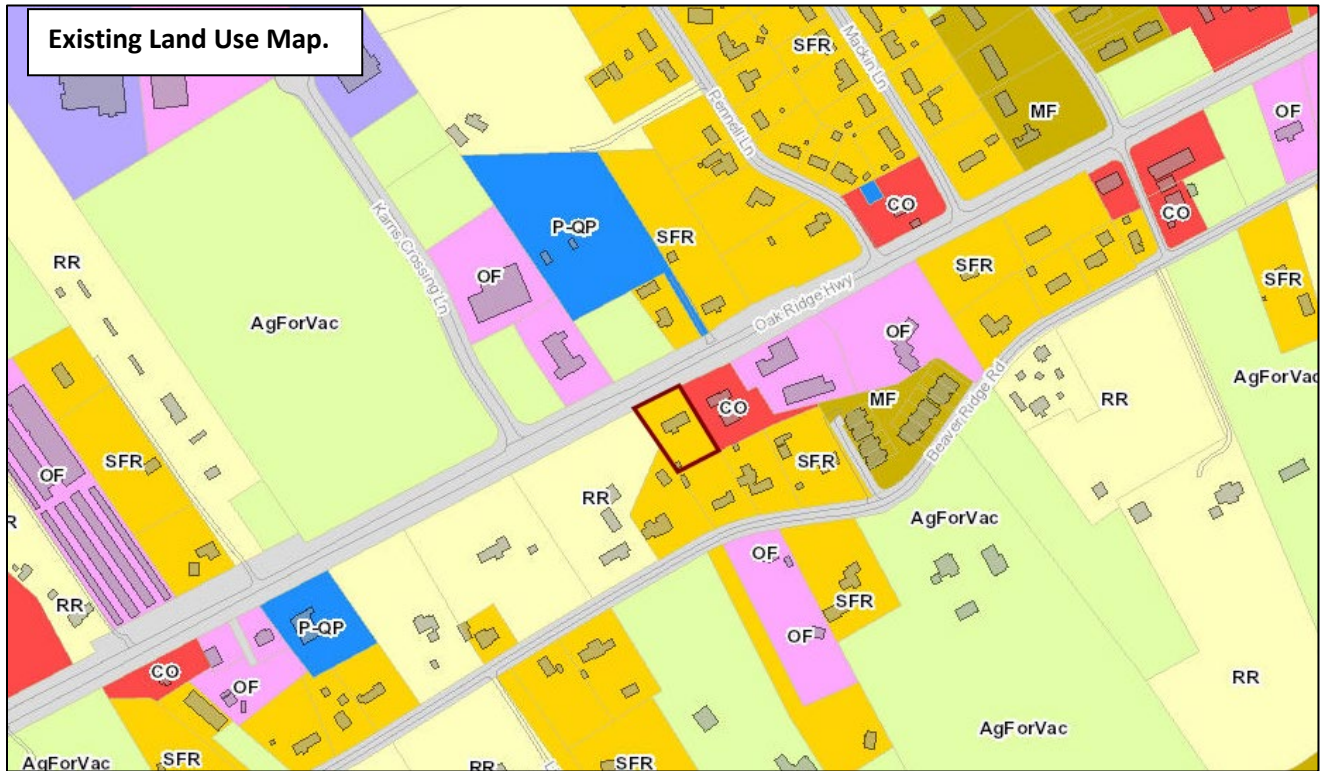 Existing Land Use Map.
SFR
Mackin Ln
Pennell Ln
MF
OF
CO
CO
P-QP
SFR
Karns Crossing Ln
OF
RR
AgForVac
Oak Ridge Hwy
SFR
SFR
OF
Beaver Ridge Rd
AgForVac
RR
CO
MF
SFR
OF
SFR
RR
R
AgForVac
OF
SFR
RR
P-QP
OF
RR
CO
OF
AgForVac
SFR
AgForVac
RR
SFR